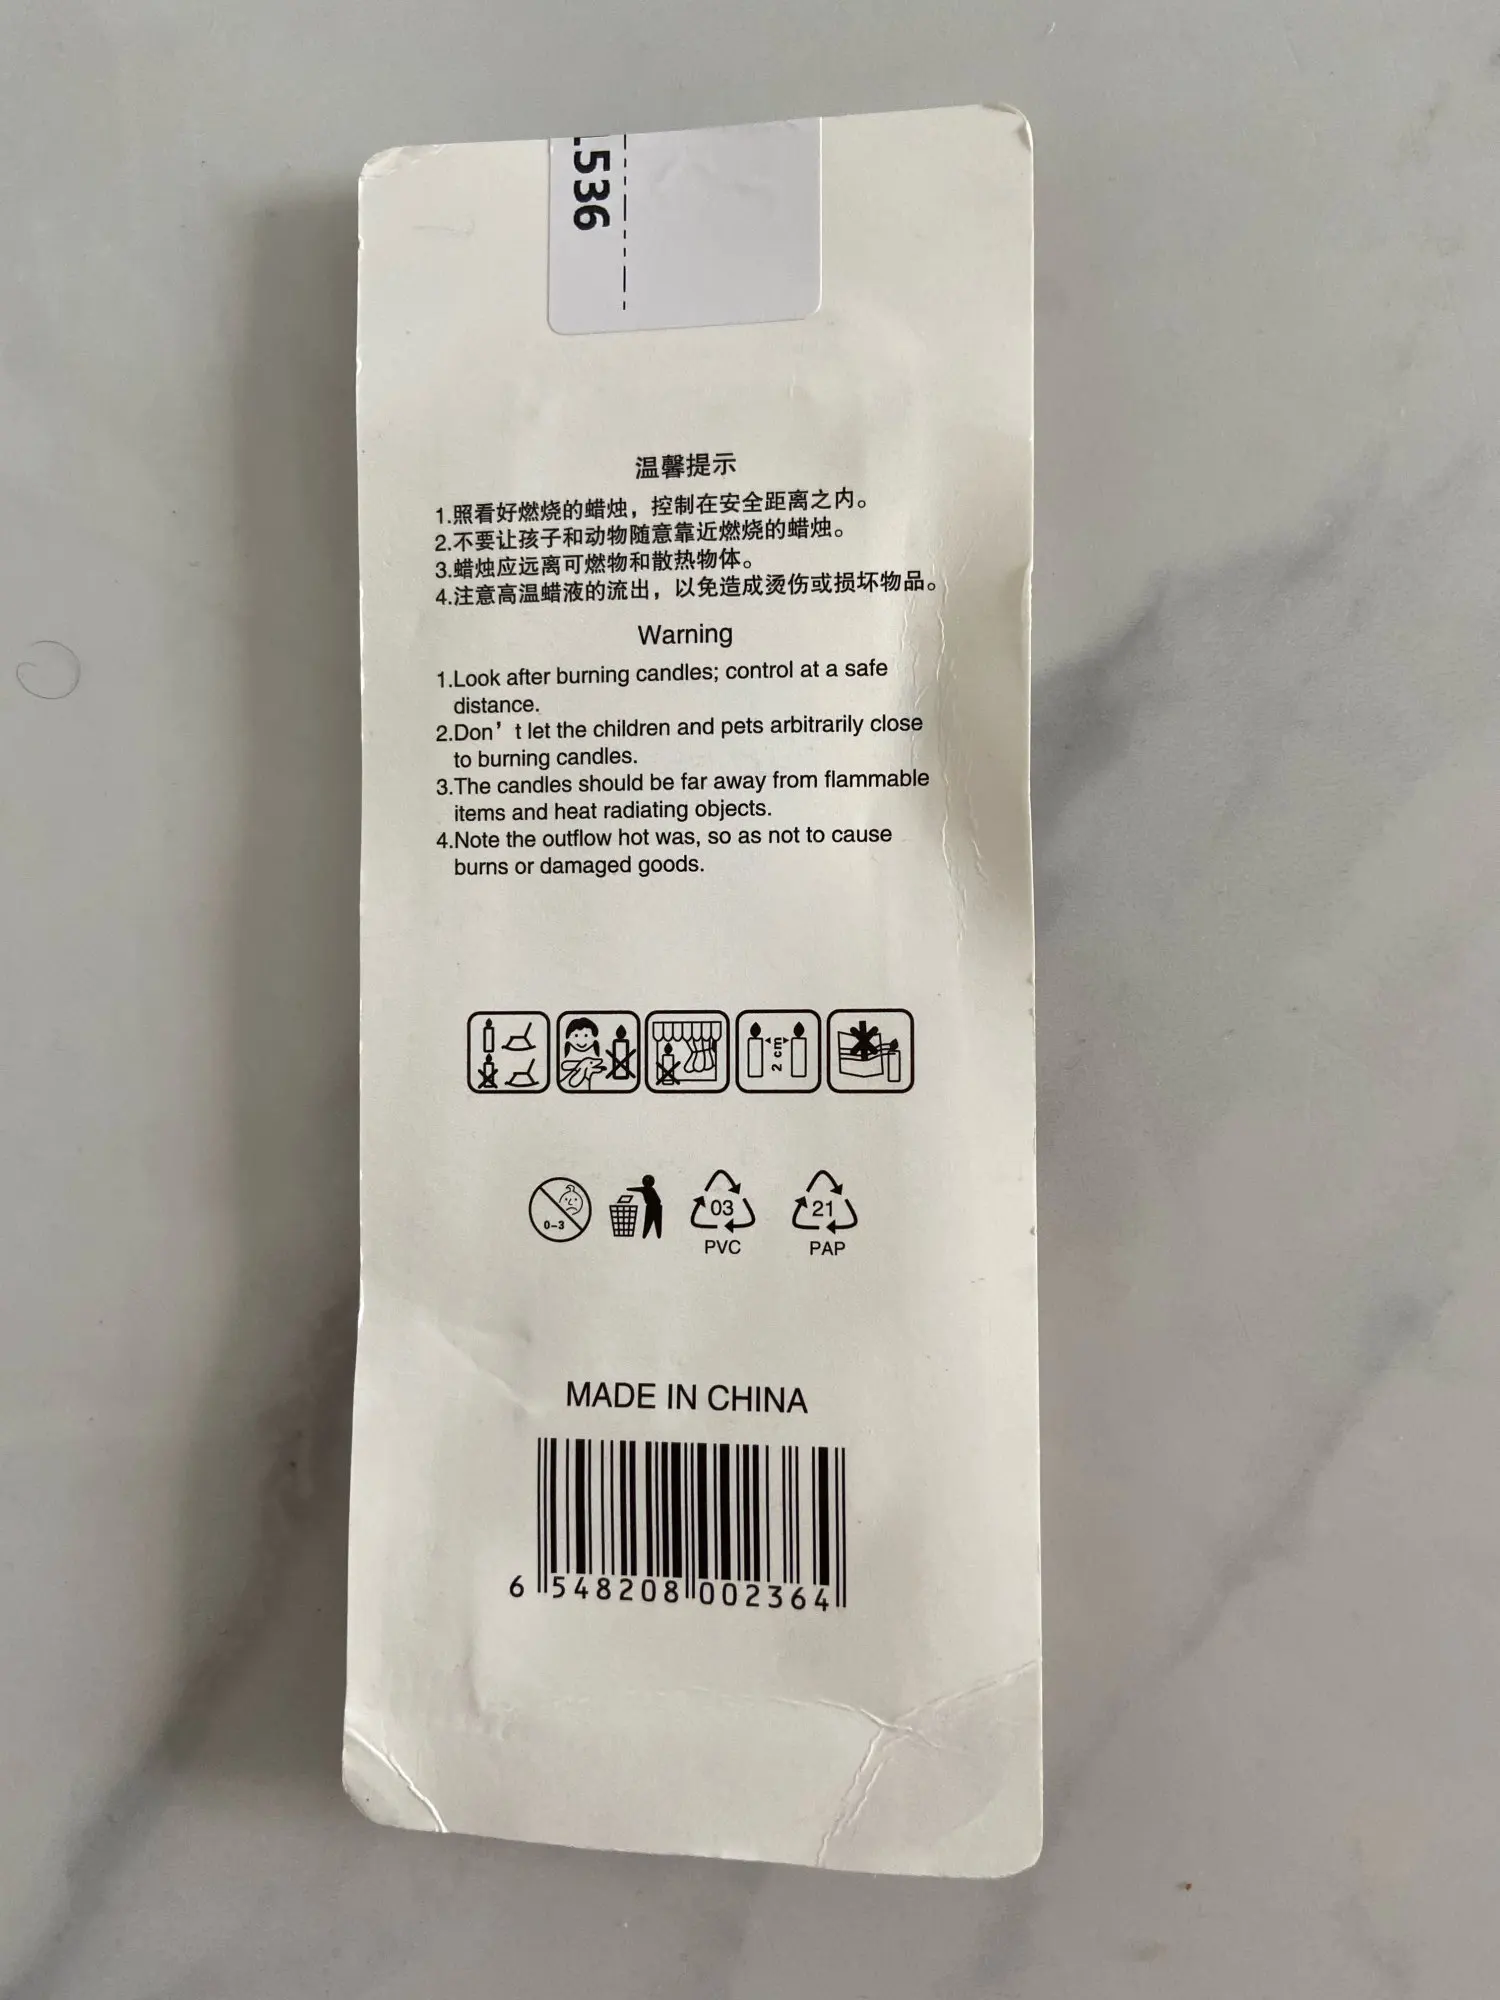 .536
温馨提示
1.照看好燃烧的蜡烛，控制在安全距离之内。
2.不要让孩子和动物随意靠近燃烧的蜡烛。
3.蜡烛应远离可燃物和散热物体。
4.注意高温蜡液的流出，以免造成烫伤或损坏物品。
Warning
1.Look after burning candles; control at a safe
distance.
2.Don’t let the children and pets arbitrarily close
to burning candles.
3.The candles should be far away from flammable
items and heat radiating objects.
4.Note the outflow hot was, so as not to cause
burns or damaged goods.
2 cm
0-3
03
21
PVC
PAP
MADE IN CHINA
6 548208 002364